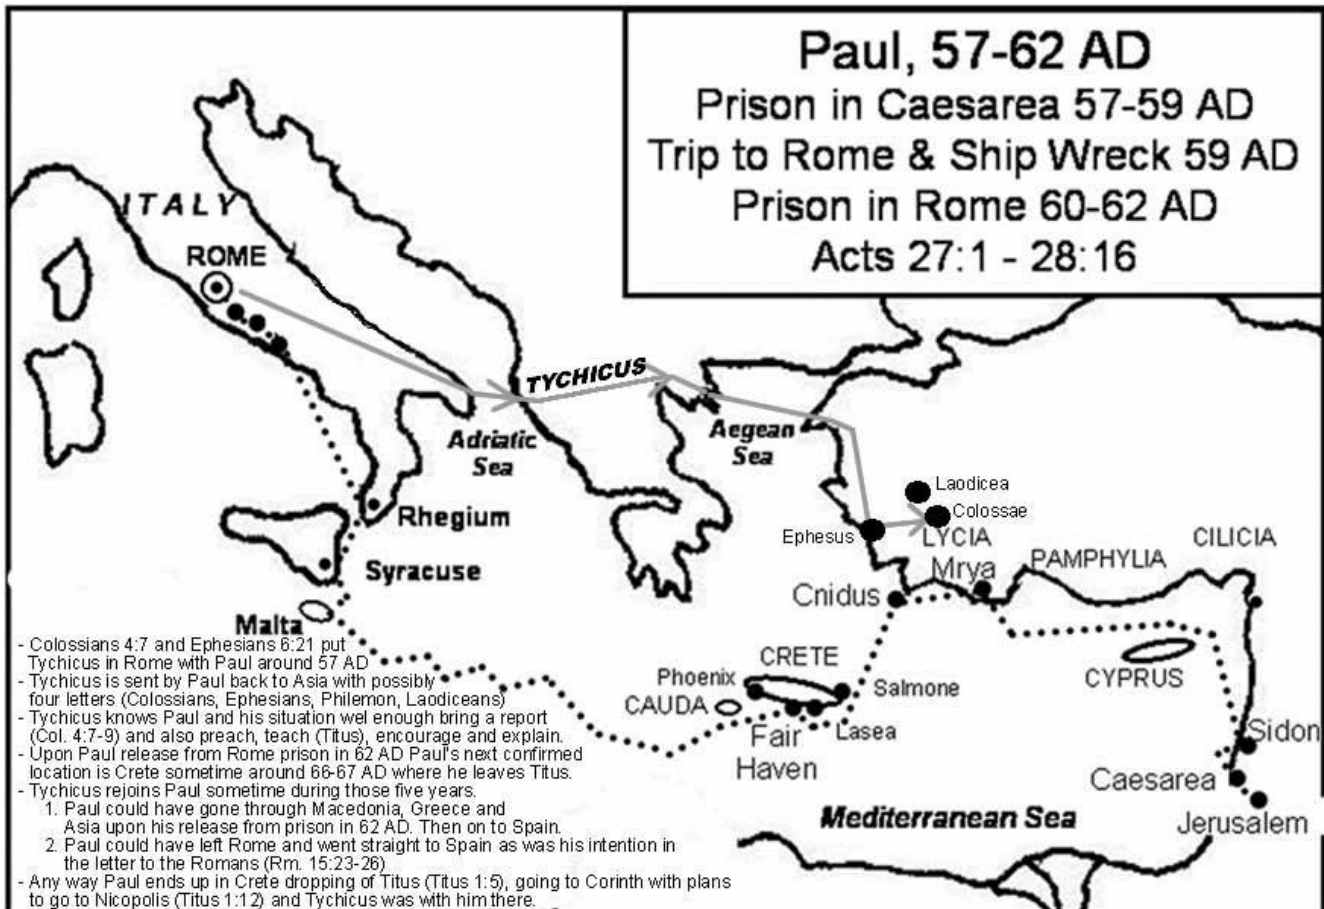 Paul, 57-62 AD
Prison in Caesarea 57-59 AD
Trip to Rome & Ship Wreck 59 AD
Prison in Rome 60-62 AD
Acts 27:1 - 28:16
ITALY
ROME
TYCHICUS
Adriatic
Sea
Aegean
Sea
Laodicea
Colossae
Ephesus
LYCIA
Mrya
PAMPHYLIA
CILICIA
Rhegium
Syracuse
Cnidus
Malta
CRETE
Phoenix
Salmone
CAUDA
Lasea
Fair
Haven
CYPRUS
Sidon
Caesarea
Jerusalem
Mediterranean Sea
- Colossians 4:7 and Ephesians 6:21 put
Tychicus in Rome with Paul around 57 AD
- Tychicus is sent by Paul back to Asia with possibly
four letters (Colossians, Ephesians, Philemon, Laodiceans)
- Tychicus knows Paul and his situation wel enough bring a report
(Col. 4:7-9) and also preach, teach (Titus), encourage and explain.
- Upon Paul release from Rome prison in 62 AD Paul's next confirmed
location is Crete sometime around 66-67 AD where he leaves Titus.
- Tychicus rejoins Paul sometime during those five years.
1. Paul could have gone through Macedonia, Greece and
Asia upon his release from prison in 62 AD. Then on to Spain.
2. Paul could have left Rome and went straight to Spain as was his intention in
the letter to the Romans (Rm. 15:23-26)
- Any way Paul ends up in Crete dropping of Titus (Titus 1:5), going to Corinth with plans
to go to Nicopolis (Titus 1:12) and Tychicus was with him there.